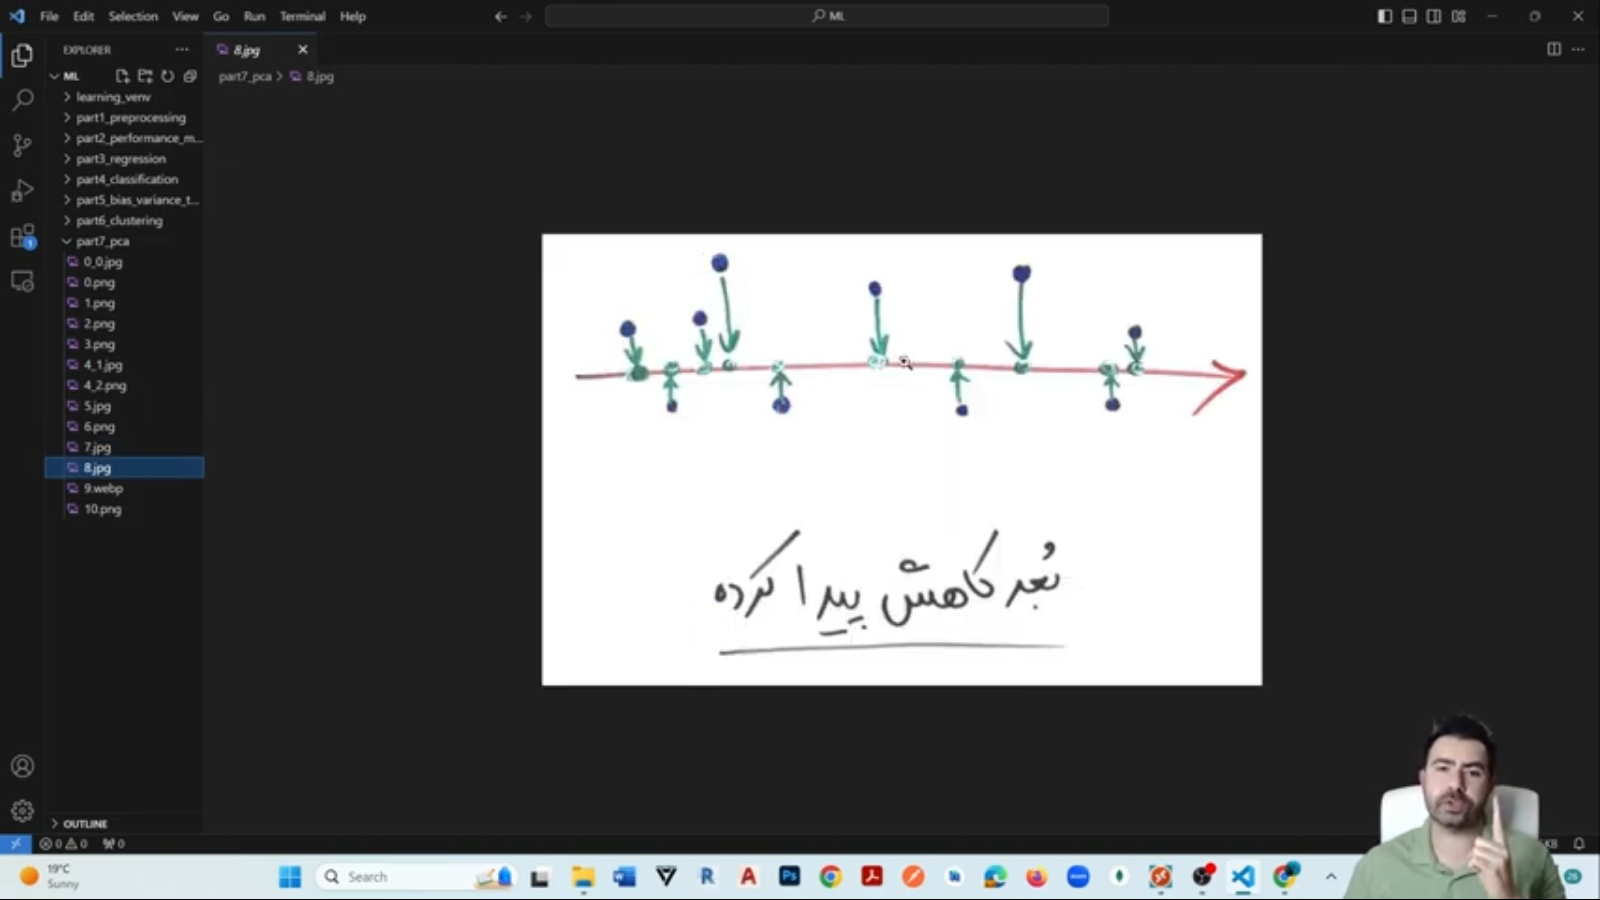 File Edit Selection View Go Run Terminal Help
ML
EXPLORER
8.jpg
ML
part7_pca > 8.jpg
learning_venv
part1_preprocessing
part2_performance_m...
part3_regression
part4_classification
part5_bias_variance_t...
part6_clustering
part7_pca
0_0.jpg
0.png
1.png
2.png
3.png
4_1.jpg
4_2.png
5.jpg
6.png
7.jpg
8.jpg
9.webp
10.png
بُعد کاهش پیدا کرده
OUTLINE
0 0 0
KB
19°C
Sunny
Search